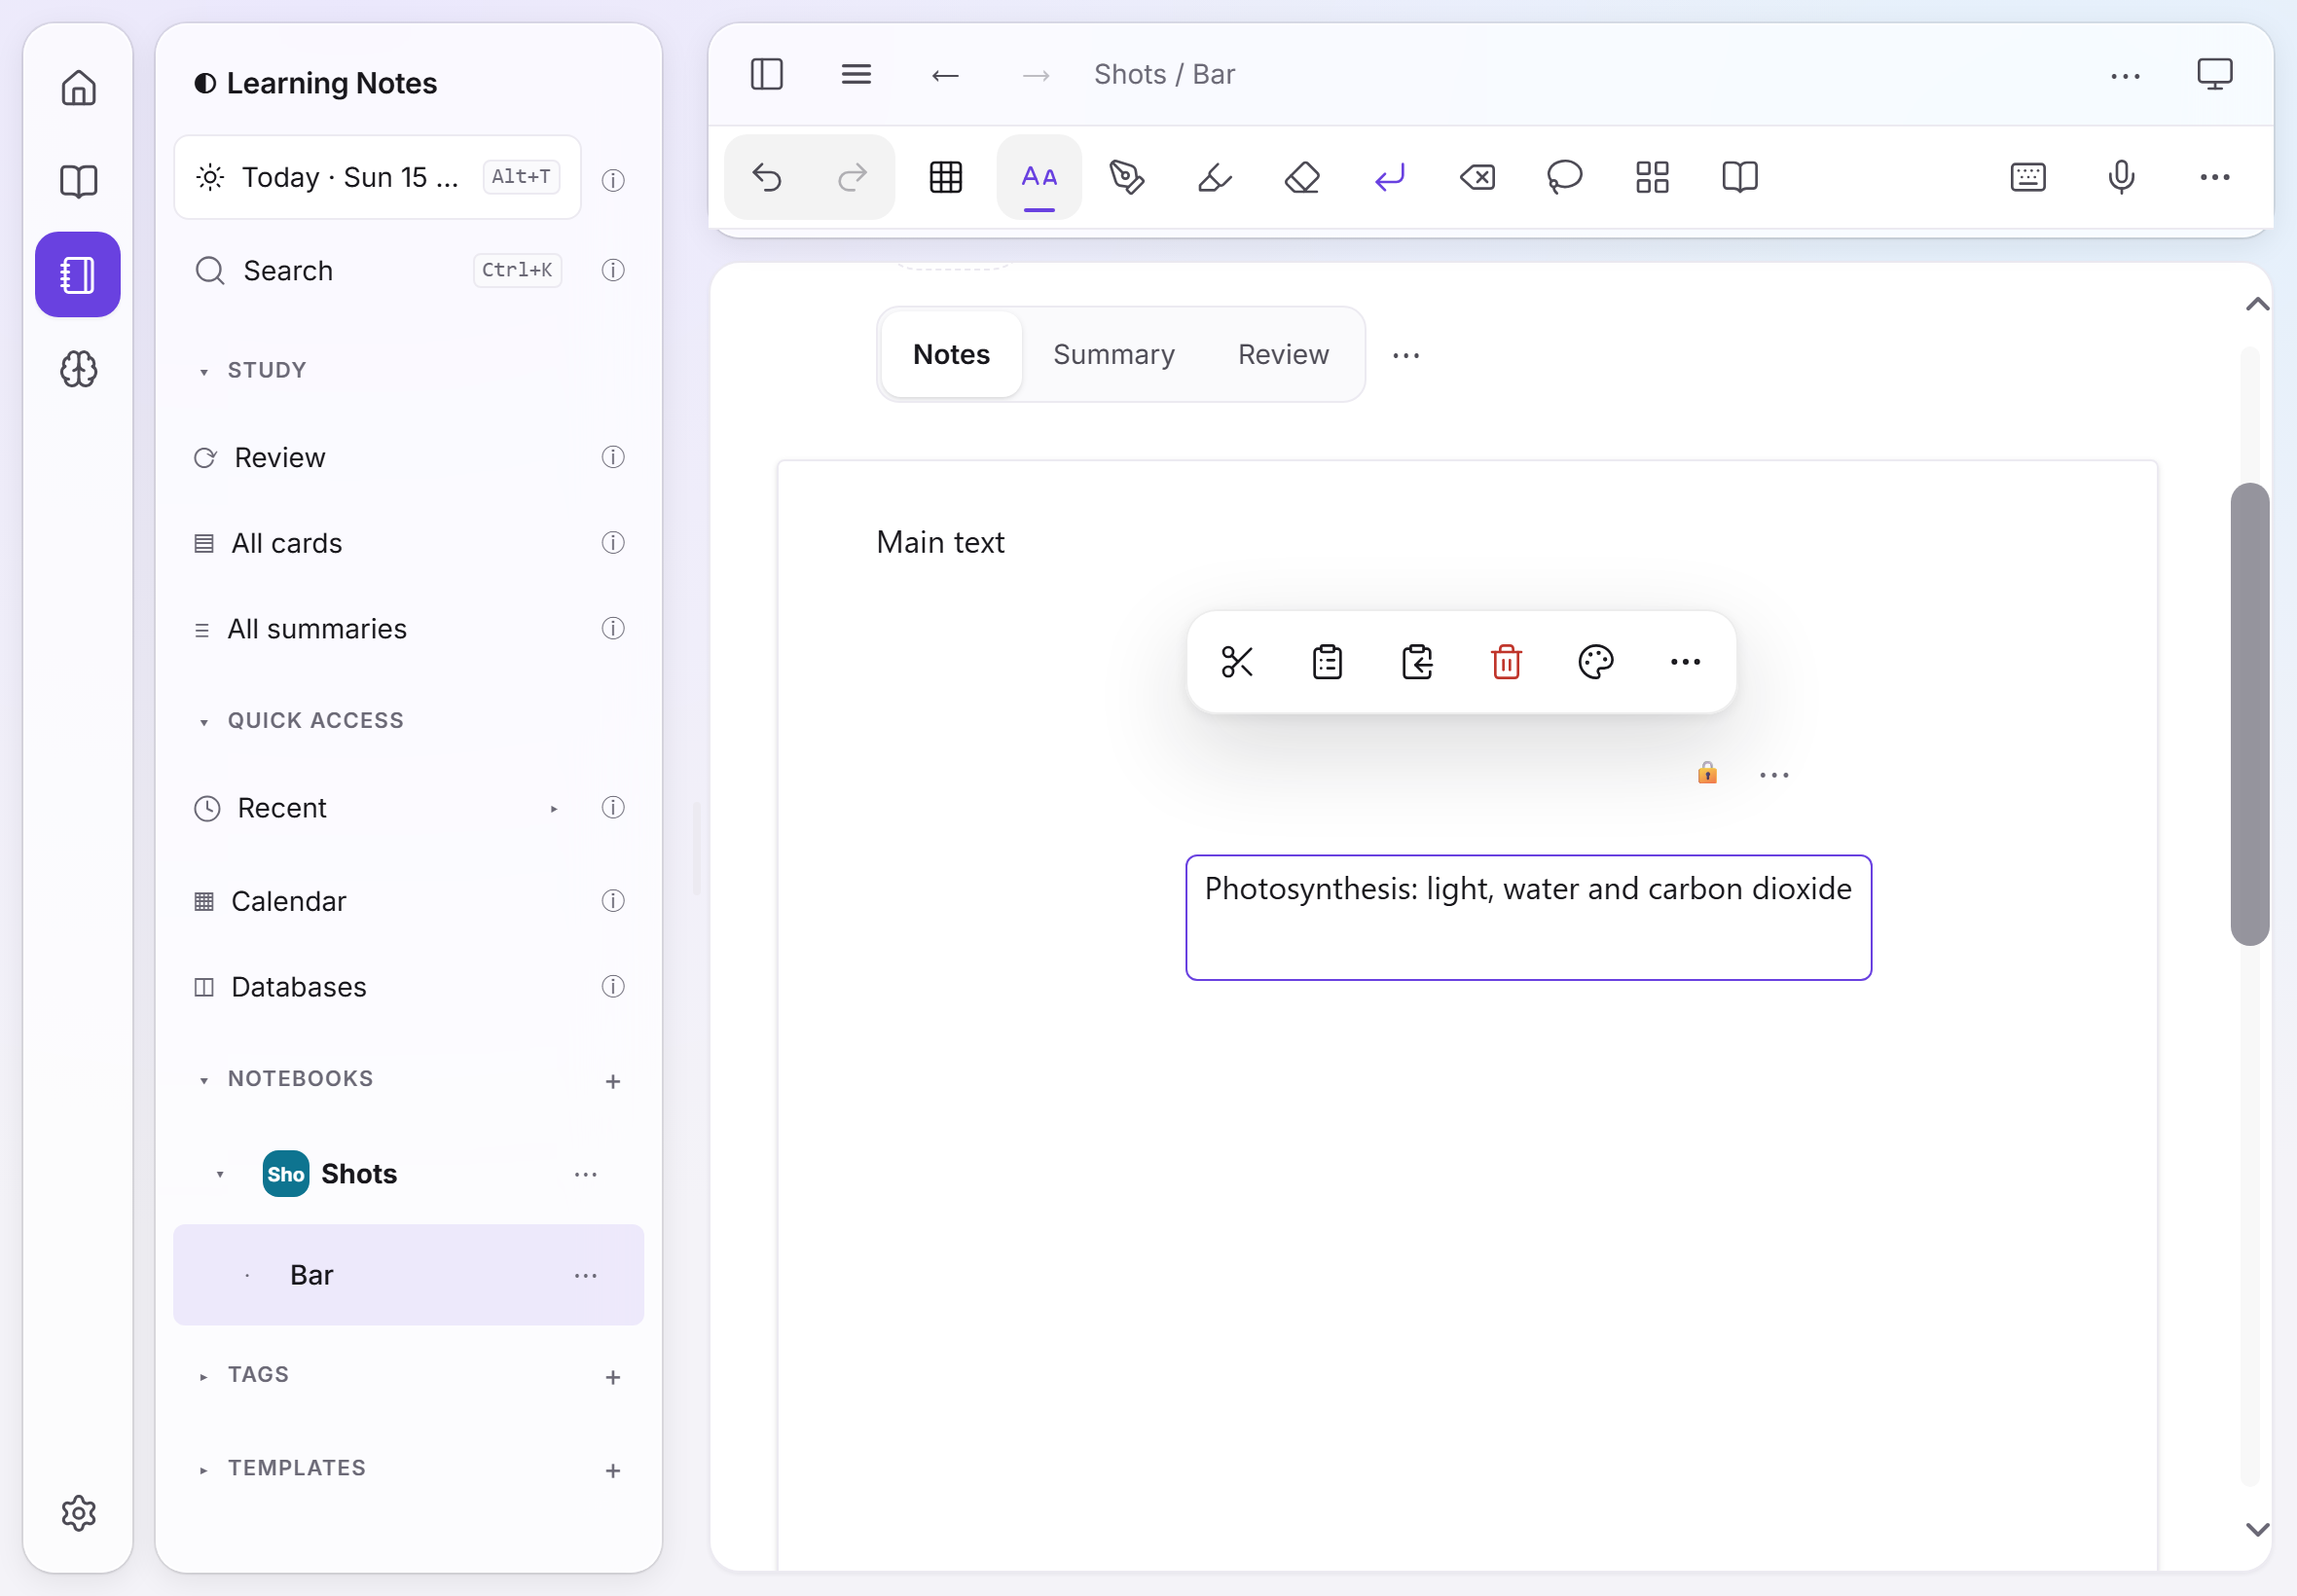 Learning Notes
Today · Sun 15 ... Alt+T
Search Ctrl+K
STUDY
Review
All cards
All summaries
QUICK ACCESS
Recent
Calendar
Databases
NOTEBOOKS
Sho Shots
Bar
TAGS
TEMPLATES
Shots / Bar
AA
Notes Summary Review
Main text
Photosynthesis: light, water and carbon dioxide